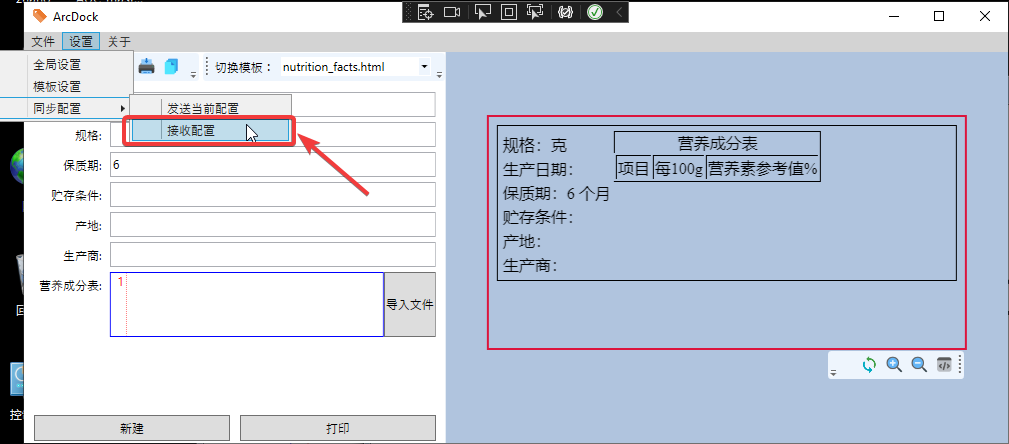 ArcDock
文件 设置 关于
全局设置
模板设置
同步配置
发送当前配置
接收配置
切换模板： nutrition_facts.html
规格:
保质期: 6
贮存条件:
产地:
生产商:
营养成分表: 1
导入文件
新建 打印
规格：克
生产日期：
保质期：6 个月
贮存条件：
产地：
生产商：
营养成分表
项目 每100g 营养素参考值%